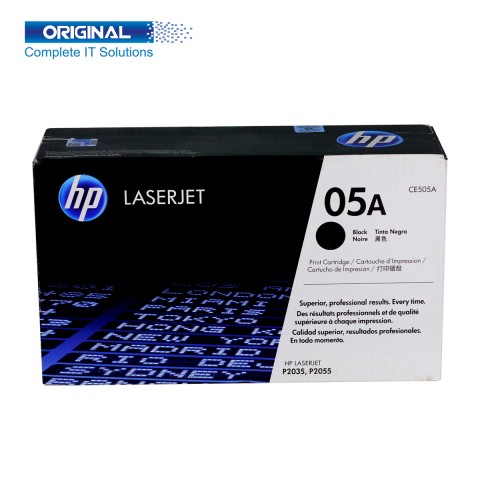 ORIGINAL
Complete IT Solutions
hp
hp
LASERJET
CE505A
05A
Black Tinta Negra
Noire 黑色
Print Cartridge / Cartouche d'Impression /
Cartucho de Impresión / 打印硒鼓
Superior, professional results. Every time.
Des résultats professionnels et de qualité
supérieure à chaque impression.
Calidad superior, resultados profesionales.
En todo momento.
HP LASERJET
P2035, P2055